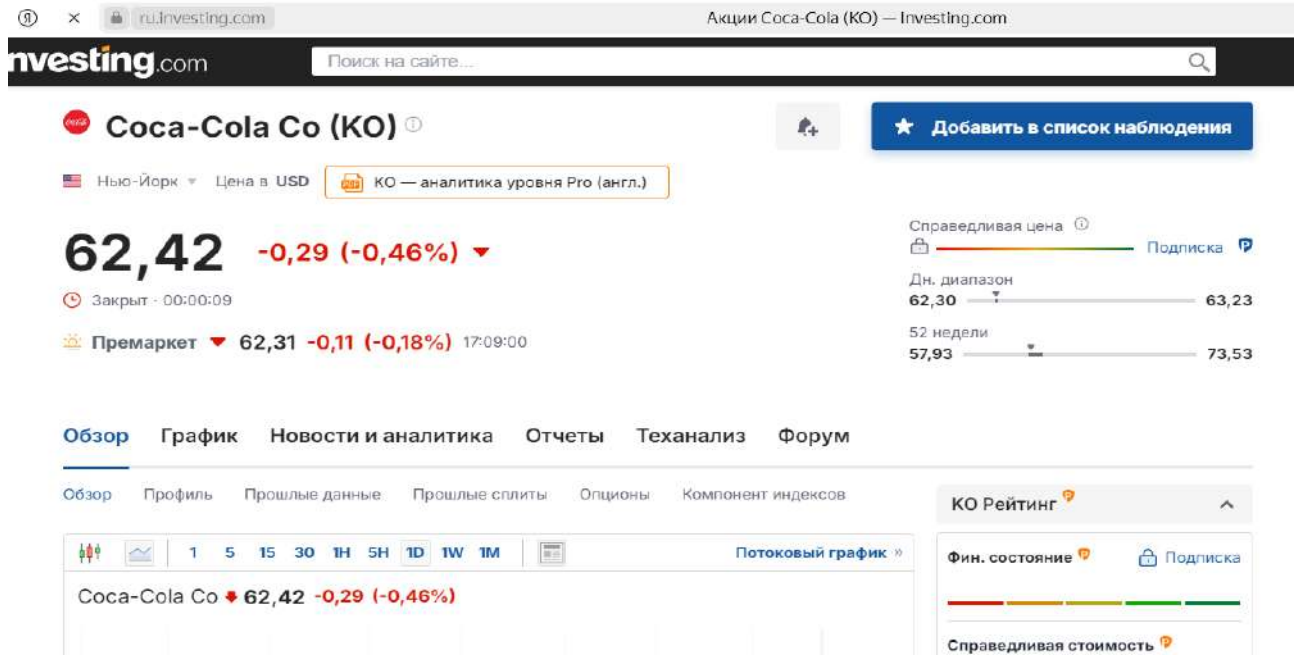 Я × ru.investing.com Акции Coca-Cola (KO) — Investing.com
nvesting.com Поиск на сайте...
Coca-Cola Co (KO)
Добавить в список наблюдения
Нью-Йорк Цена в USD KO — аналитика уровня Pro (англ.)
62,42 -0,29 (-0,46%)
Закрыт · 00:00:09
Премаркет 62,31 -0,11 (-0,18%) 17:09:00
Справедливая цена
Подписка
Дн. диапазон
62,30 63,23
52 недели
57,93 73,53
Обзор График Новости и аналитика Отчеты Теханализ Форум
Обзор Профиль Прошлые данные Прошлые сплиты Опционы Компонент индексов
1 5 15 30 1H 5H 1D 1W 1M Потоковый график »
Coca-Cola Co 62,42 -0,29 (-0,46%)
KO Рейтинг
Фин. состояние Подписка
Справедливая стоимость